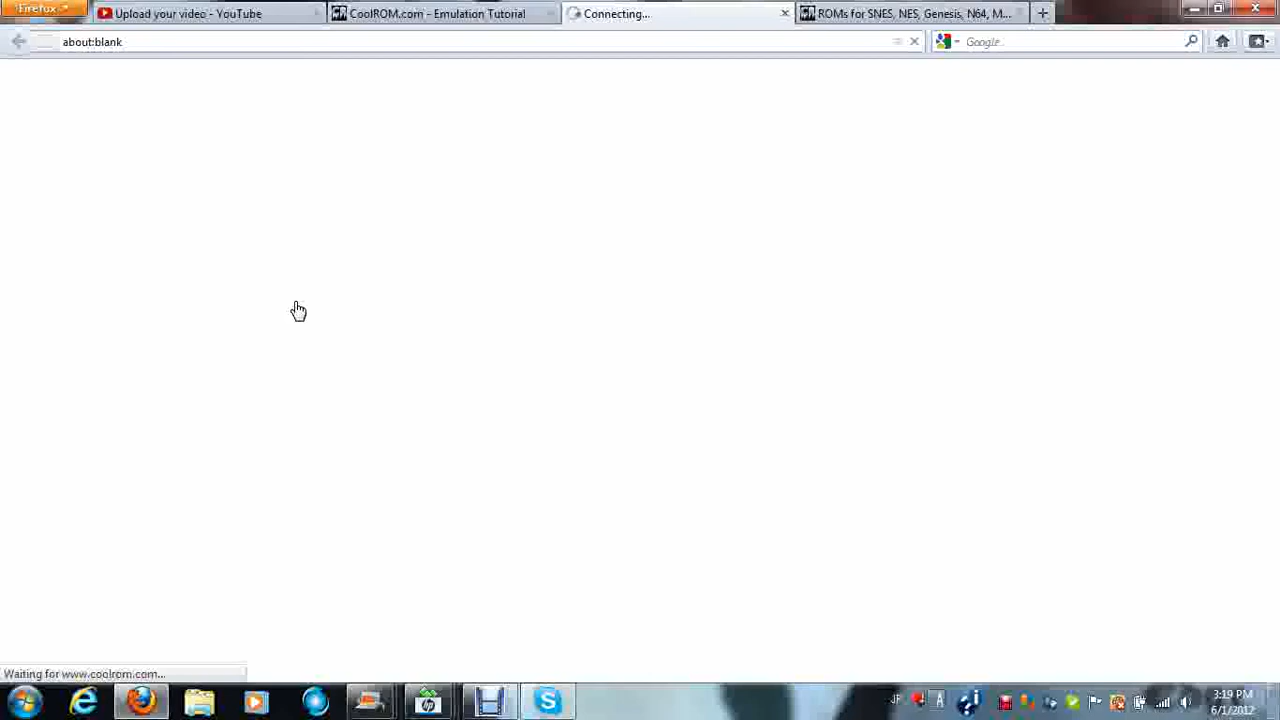 Firefox
Upload your video - YouTube
CoolROM.com - Emulation Tutorial
Connecting...
ROMs for SNES, NES, Genesis, N64, M...
about:blank
Google
Waiting for www.coolrom.com...
JP
A
3:19 PM
6/1/2012